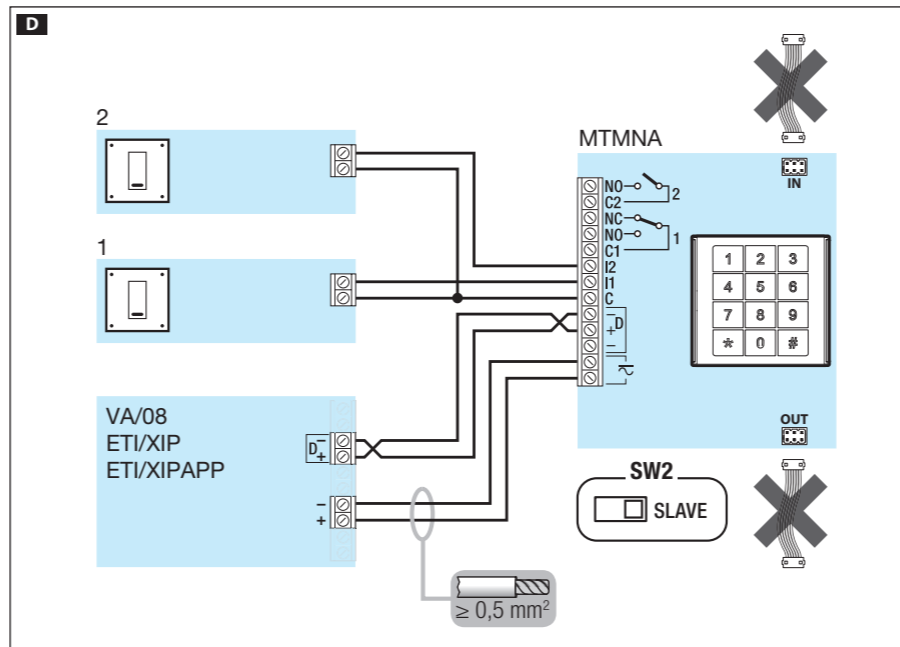 D
2
1
VA/08
ETI/XIP
ETI/XIPAPP
D
−
+
−
+
≥ 0,5 mm²
MTMNA
NO
C2
2
NC
NO
C1
1
I2
I1
C
−
+
D
−
IN
1 2 3
4 5 6
7 8 9
* 0 #
OUT
SW2
SLAVE